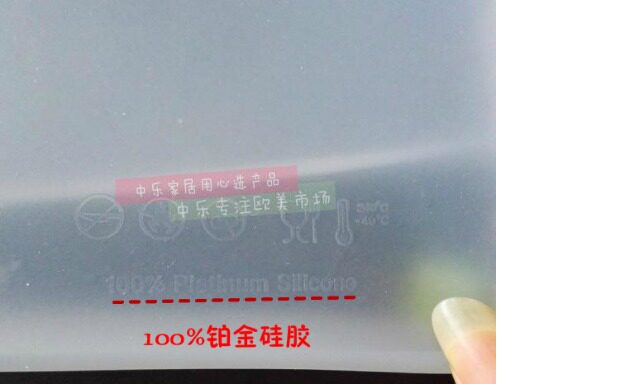 中乐家居用心选产品
中乐专注欧美市场
100% Platinum Silicone
100%铂金硅胶